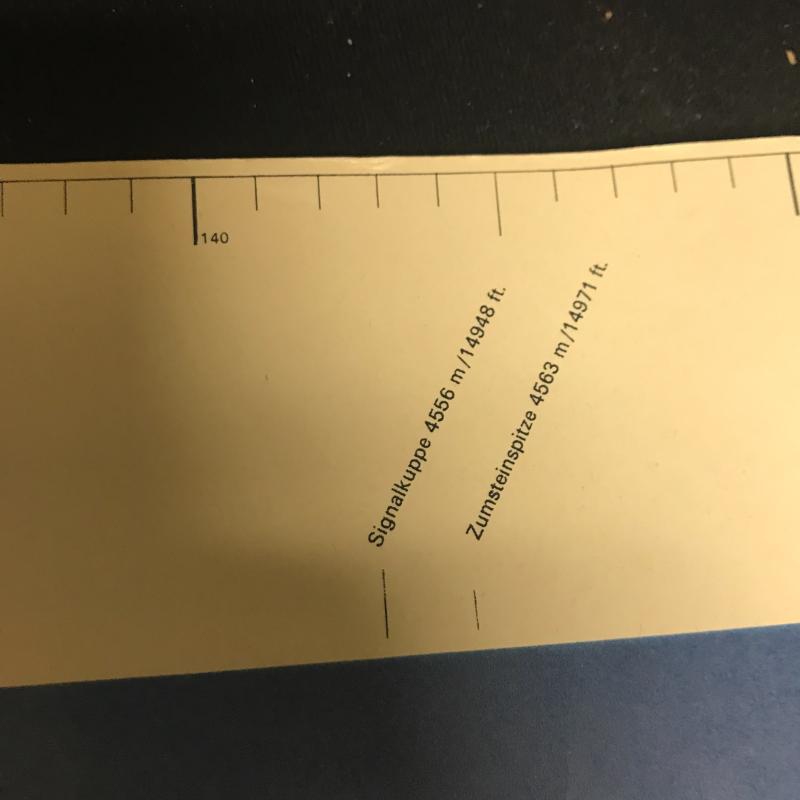 140
Signalkuppe 4556 m/14948 ft.
Zumsteinspitze 4563 m/14971 ft.